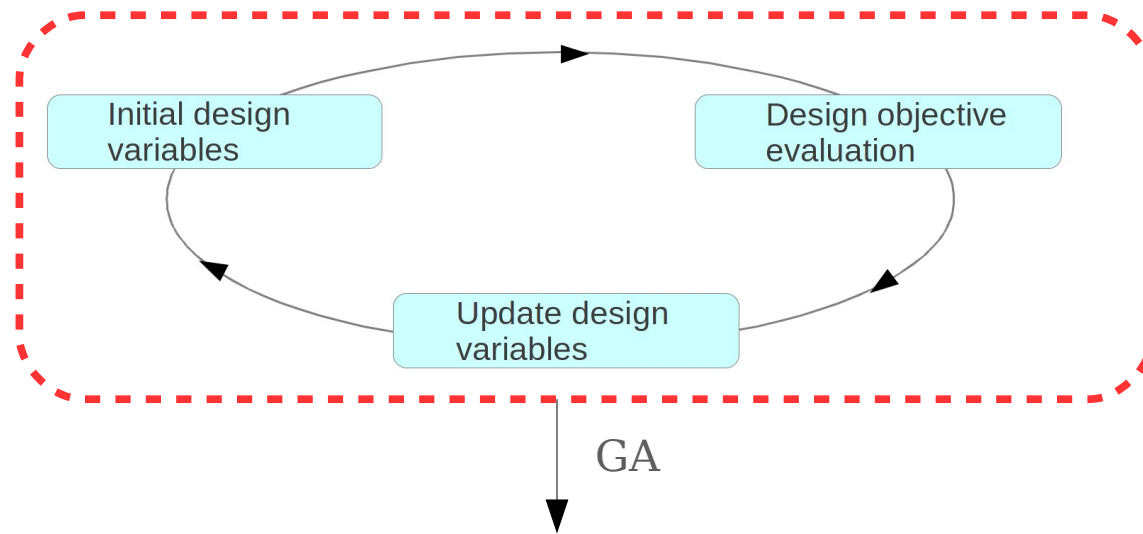 Initial design
variables
Design objective
evaluation
Update design
variables
GA